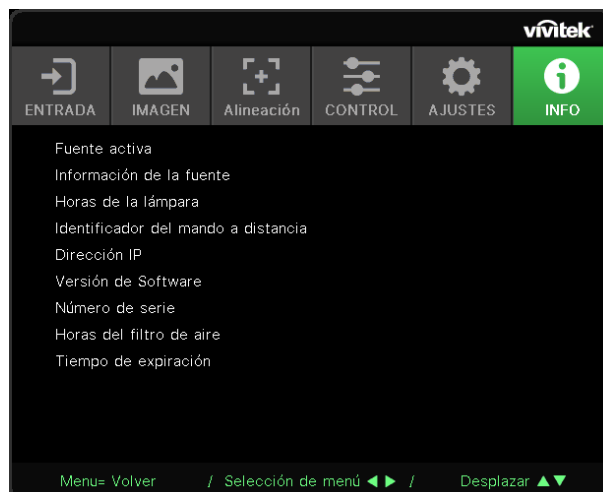 vivitek
ENTRADA IMAGEN Alineación CONTROL AJUSTES INFO
Fuente activa
Información de la fuente
Horas de la lámpara
Identificador del mando a distancia
Dirección IP
Versión de Software
Número de serie
Horas del filtro de aire
Tiempo de expiración
Menu= Volver / Selección de menú ◀ ▶ / Desplazar ▲▼